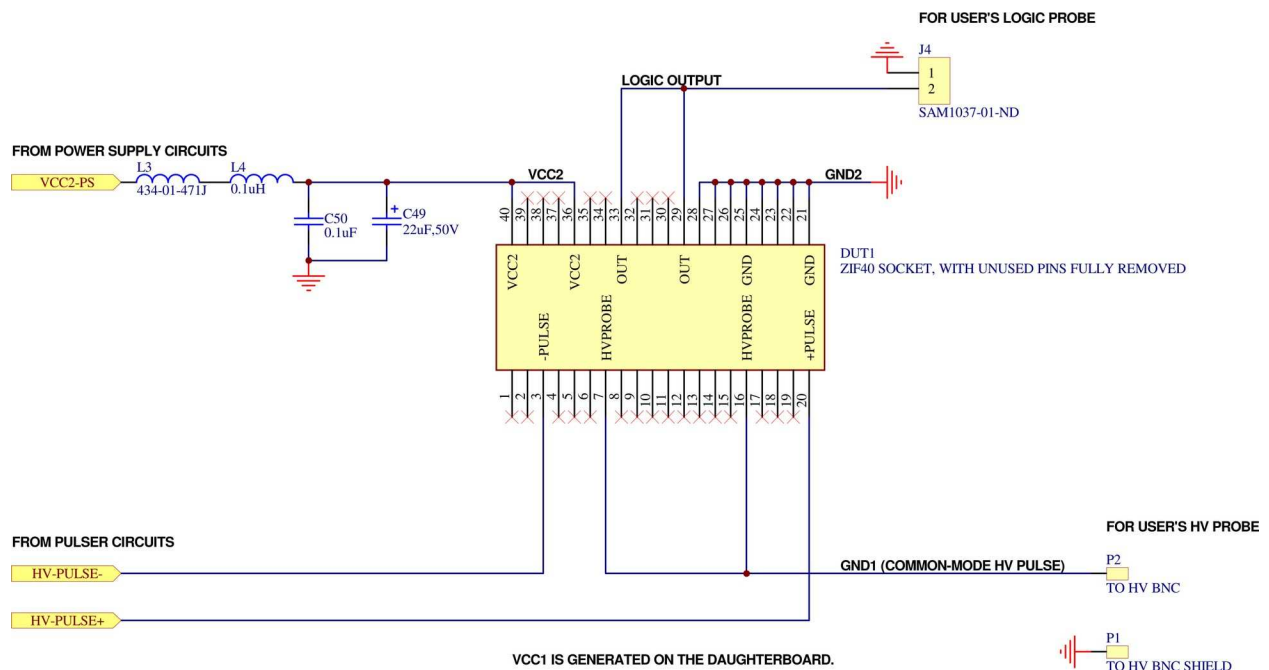 FOR USER'S LOGIC PROBE
J4
1
2
SAM1037-01-ND
LOGIC OUTPUT
FROM POWER SUPPLY CIRCUITS
VCC2-PS
L3
434-01-471J
L4
0.1uH
VCC2
GND2
C50
0.1uF
+
C49
22uF,50V
40 39 38 37 36 35 34 33 32 31 30 29 28 27 26 25 24 23 22 21
DUT1
ZIF40 SOCKET, WITH UNUSED PINS FULLY REMOVED
VCC2 VCC2 OUT OUT GND GND
-PULSE HVPROBE HVPROBE +PULSE
1 2 3 4 5 6 7 8 9 10 11 12 13 14 15 16 17 18 19 20
FROM PULSER CIRCUITS
HV-PULSE-
HV-PULSE+
GND1 (COMMON-MODE HV PULSE)
FOR USER'S HV PROBE
P2
TO HV BNC
P1
TO HV BNC SHIELD
VCC1 IS GENERATED ON THE DAUGHTERBOARD.